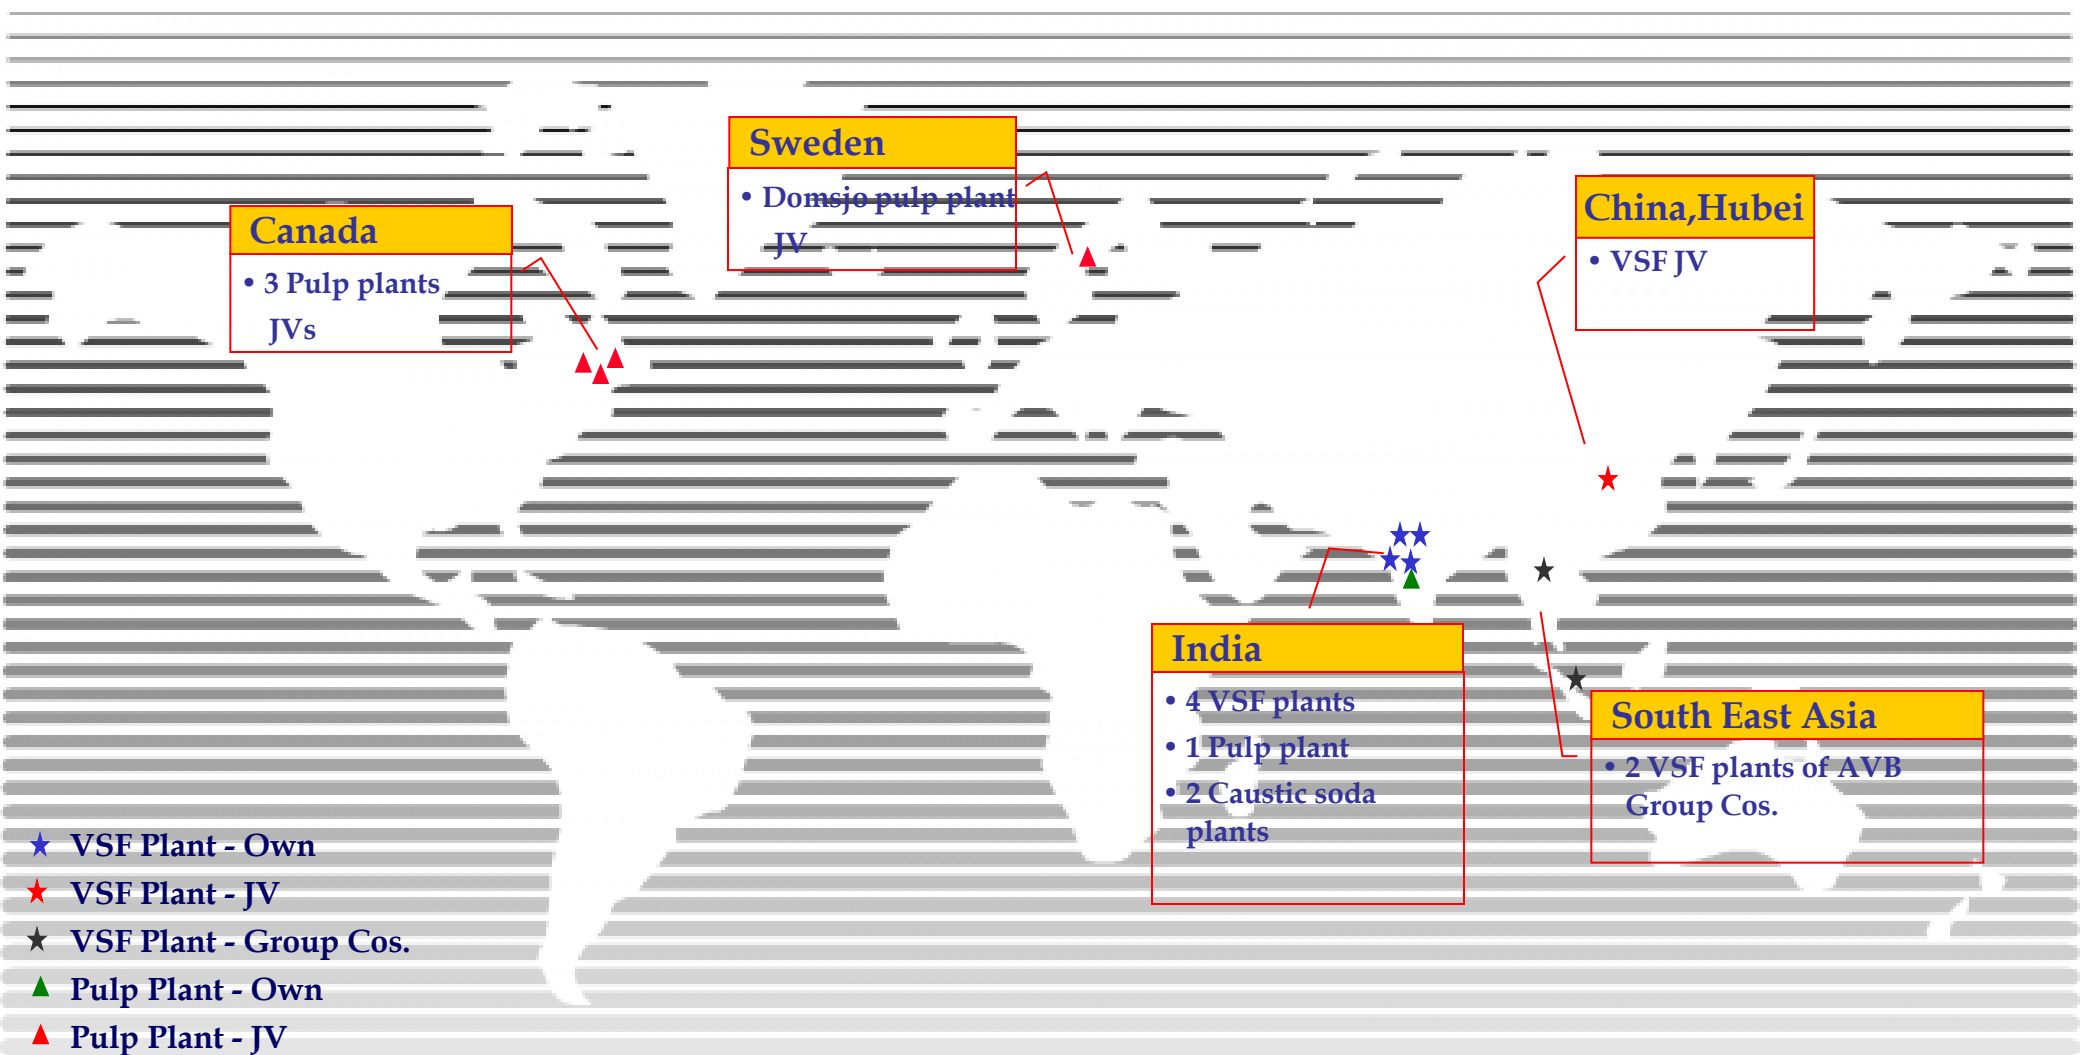 Sweden
• Domsjo pulp plant
JV
Canada
• 3 Pulp plants
JVs
China,Hubei
• VSF JV
India
• 4 VSF plants
• 1 Pulp plant
• 2 Caustic soda
plants
South East Asia
• 2 VSF plants of AVB
Group Cos.
VSF Plant - Own
VSF Plant - JV
VSF Plant - Group Cos.
Pulp Plant - Own
Pulp Plant - JV